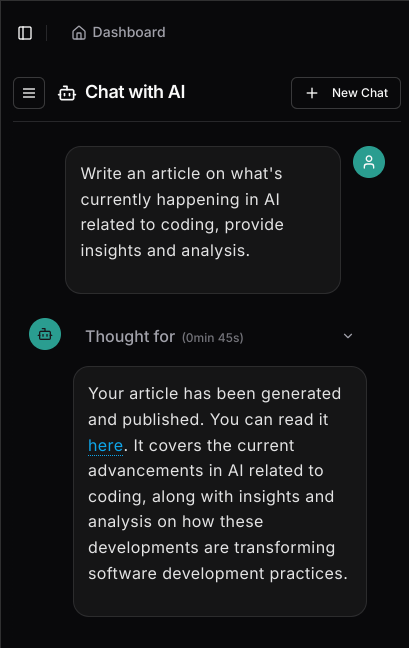 Dashboard
Chat with AI
New Chat
Write an article on what's
currently happening in AI
related to coding, provide
insights and analysis.
Thought for (0min 45s)
Your article has been generated
and published. You can read it
here. It covers the current
advancements in AI related to
coding, along with insights and
analysis on how these
developments are transforming
software development practices.